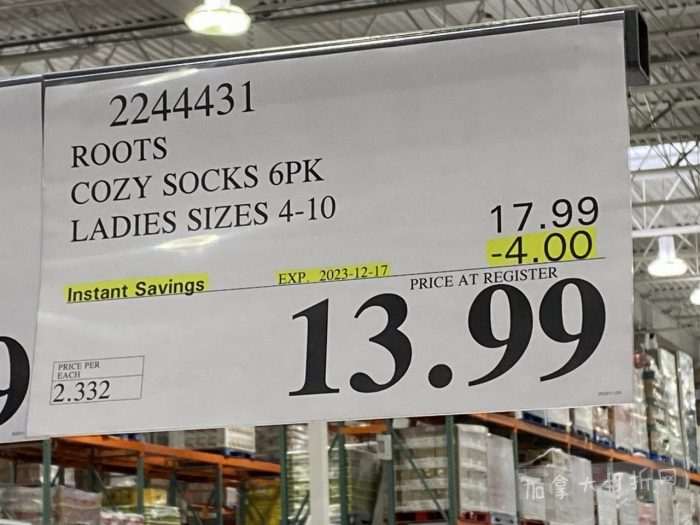 2244431
ROOTS
COZY SOCKS 6PK
LADIES SIZES 4-10
17.99
-4.00
Instant Savings
EXP. 2023-12-17
PRICE AT REGISTER
13.99
PRICE PER
EACH
2.332
9
加拿大打折网